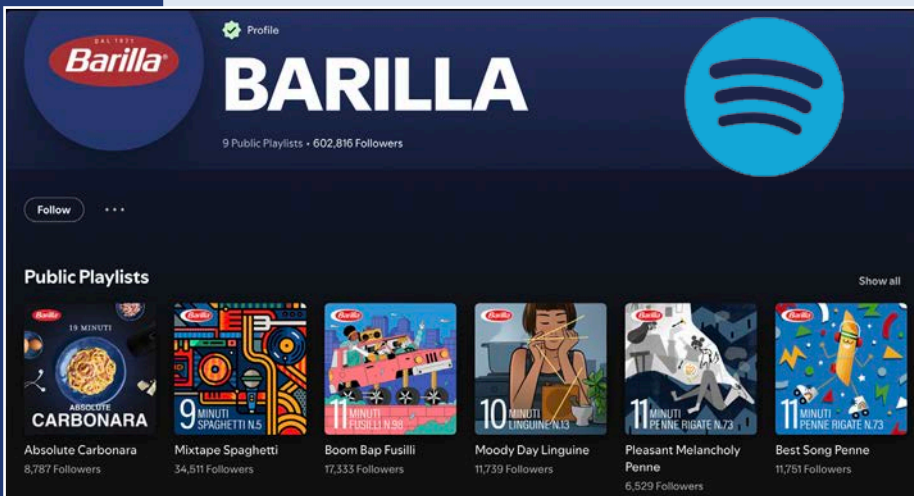 DAL 1877
Barilla
Profile
BARILLA
9 Public Playlists • 602,816 Followers
Follow
Public Playlists
Show all
Barilla
19 MINUTI
ABSOLUTE
CARBONARA
Absolute Carbonara
8,787 Followers
Barilla
9 MINUTI
SPAGHETTI N.5
Mixtape Spaghetti
34,511 Followers
Barilla
11 MINUTI
FUSILLI N.98
Boom Bap Fusilli
17,333 Followers
Barilla
10 MINUTI
LINGUINE N.13
Moody Day Linguine
11,739 Followers
Barilla
11 MINUTI
PENNE RIGATE N.73
Pleasant Melancholy
Penne
6,529 Followers
Barilla
11 MINUTI
PENNE RIGATE N.73
Best Song Penne
11,751 Followers